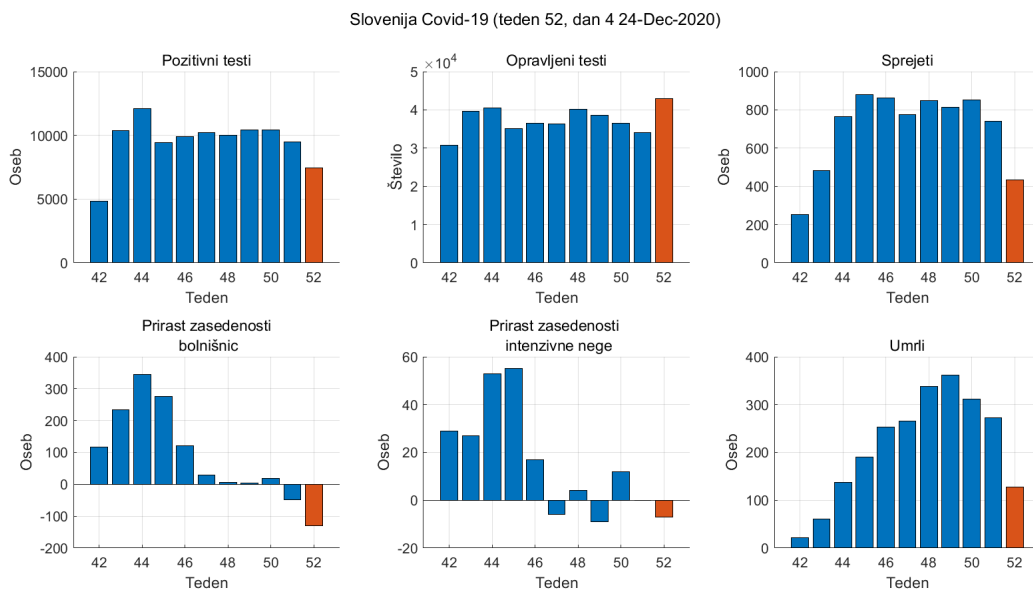 Slovenija Covid-19 (teden 52, dan 4 24-Dec-2020)
Pozitivni testi
15000
10000
5000
0
Oseb
42 44 46 48 50 52
Teden
Opravljeni testi
×10^4
5
4
3
2
1
0
Število
42 44 46 48 50 52
Teden
Sprejeti
1000
800
600
400
200
0
Oseb
42 44 46 48 50 52
Teden
Prirast zasedenosti
bolnišnic
400
300
200
100
0
-100
-200
Oseb
42 44 46 48 50 52
Teden
Prirast zasedenosti
intenzivne nege
60
40
20
0
-20
Oseb
42 44 46 48 50 52
Teden
Umrli
400
300
200
100
0
Oseb
42 44 46 48 50 52
Teden